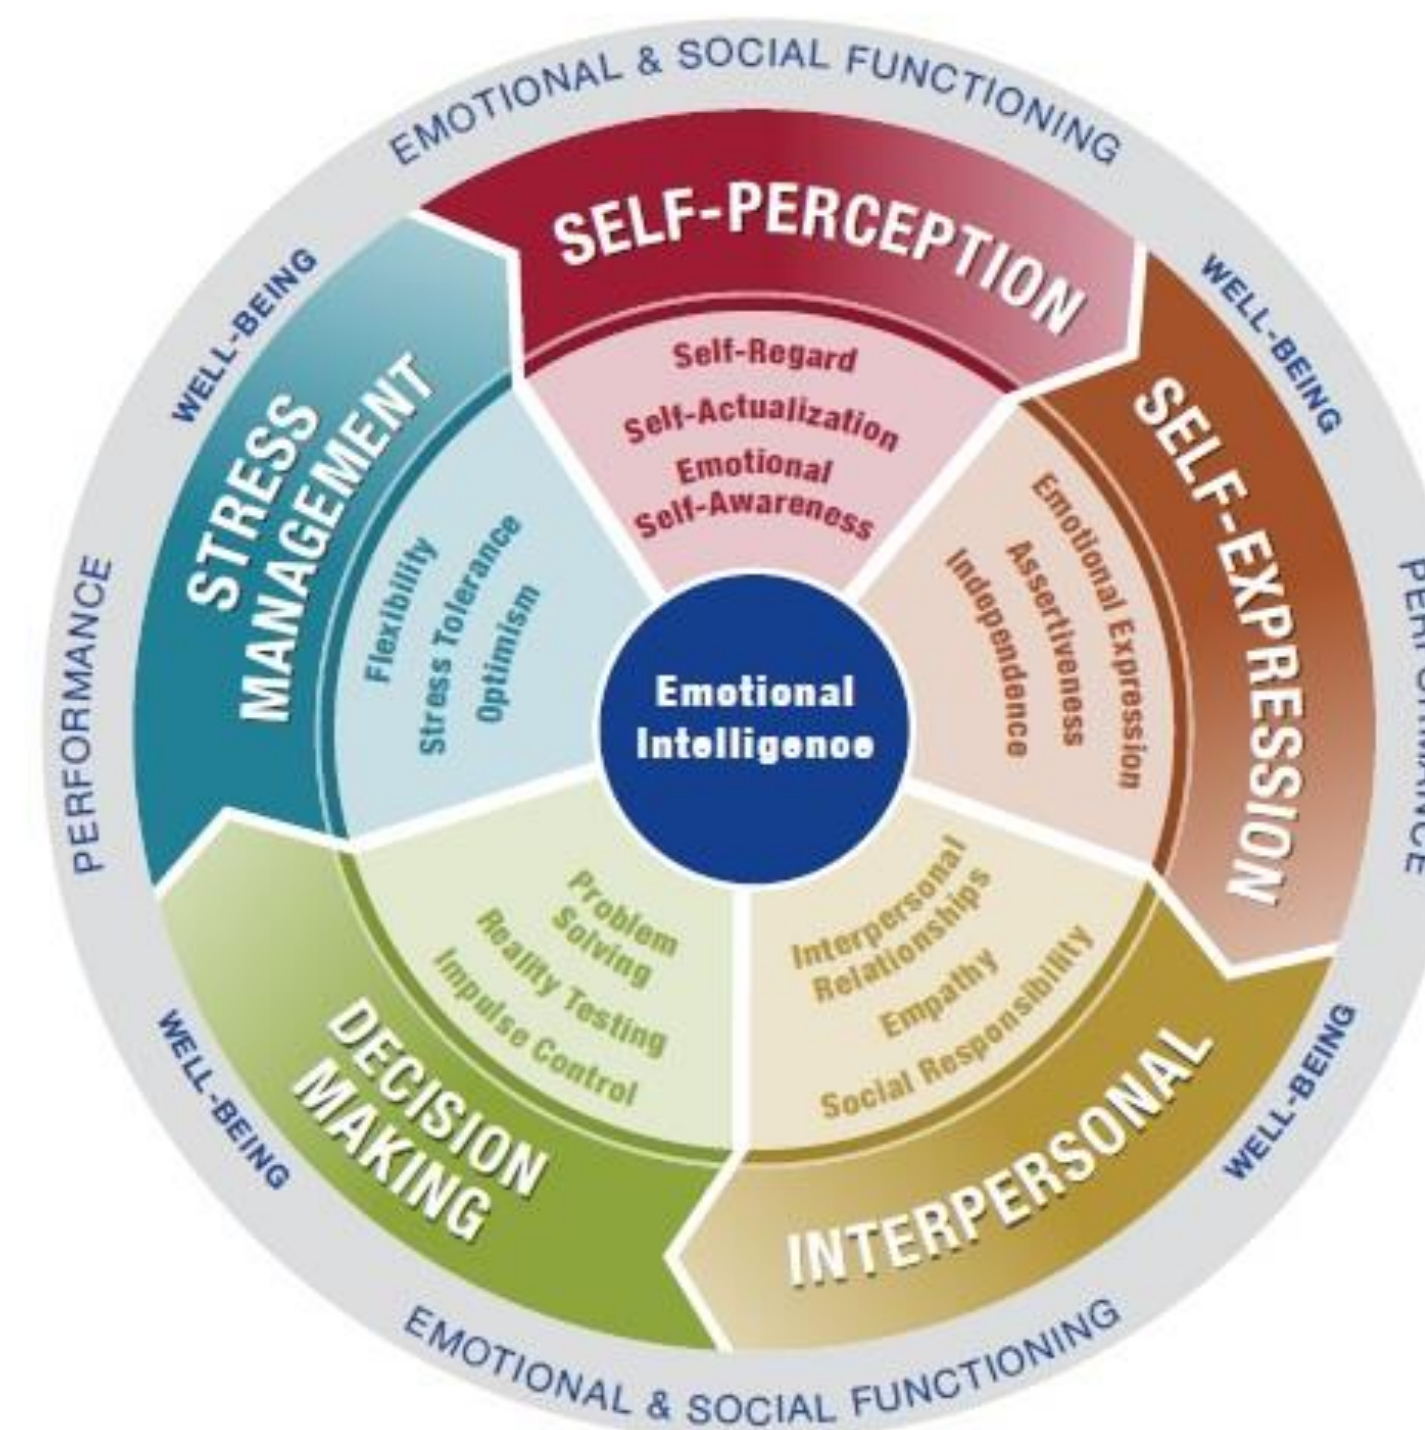 EMOTIONAL & SOCIAL FUNCTIONING
WELL-BEING
WELL-BEING
SELF-PERCEPTION
Self-Regard
Self-Actualization
Emotional
Self-Awareness
SELF-EXPRESSION
Emotional Expression
Assertiveness
Independence
PERFORMANCE
INTERPERSONAL
Interpersonal
Relationships
Empathy
Social Responsibility
WELL-BEING
DECISION
MAKING
Problem
Solving
Reality Testing
Impulse Control
WELL-BEING
STRESS
MANAGEMENT
Flexibility
Stress Tolerance
Optimism
PERFORMANCE
Emotional
Intelligence
EMOTIONAL & SOCIAL FUNCTIONING